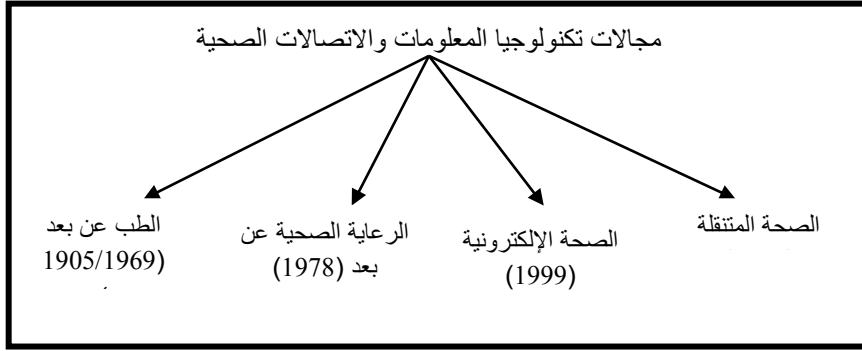 مجالات تكنولوجيا المعلومات والاتصالات الصحية
الصحة المتنقلة
الصحة الإلكترونية
(1999)
الرعاية الصحية عن
بعد (1978)
الطب عن بعد
(1905/1969